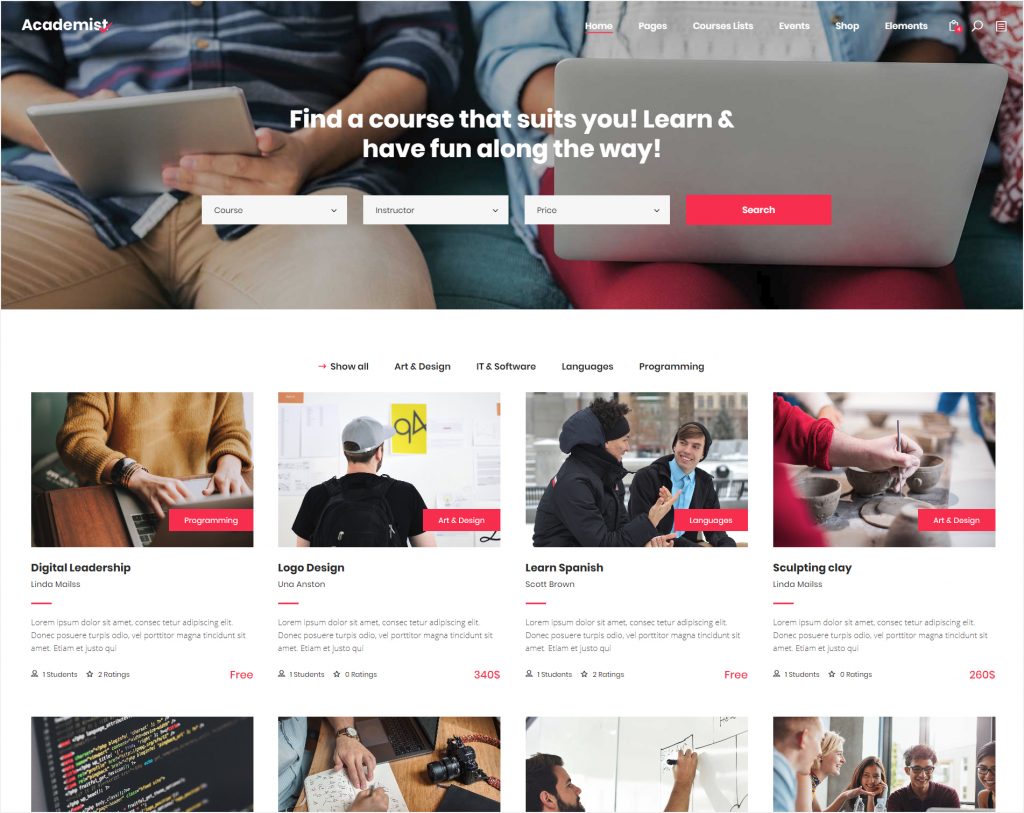 Academist
Home Pages Courses Lists Events Shop Elements
Find a course that suits you! Learn &
have fun along the way!
Course Instructor Price Search
→ Show all Art & Design IT & Software Languages Programming
Programming
Art & Design
Languages
Art & Design
Digital Leadership
Linda Mailss
Lorem ipsum dolor sit amet, consec tetur adipiscing elit.
Donec posuere turpis odio, vel porttitor magna tincidunt sit
amet. Etiam et justo qui
1 Students 2 Ratings Free
Logo Design
Una Anston
Lorem ipsum dolor sit amet, consec tetur adipiscing elit.
Donec posuere turpis odio, vel porttitor magna tincidunt sit
amet. Etiam et justo qui
1 Students 0 Ratings 340$
Learn Spanish
Scott Brown
Lorem ipsum dolor sit amet, consec tetur adipiscing elit.
Donec posuere turpis odio, vel porttitor magna tincidunt sit
amet. Etiam et justo qui
1 Students 2 Ratings Free
Sculpting clay
Linda Mailss
Lorem ipsum dolor sit amet, consec tetur adipiscing elit.
Donec posuere turpis odio, vel porttitor magna tincidunt sit
amet. Etiam et justo qui
1 Students 0 Ratings 260$